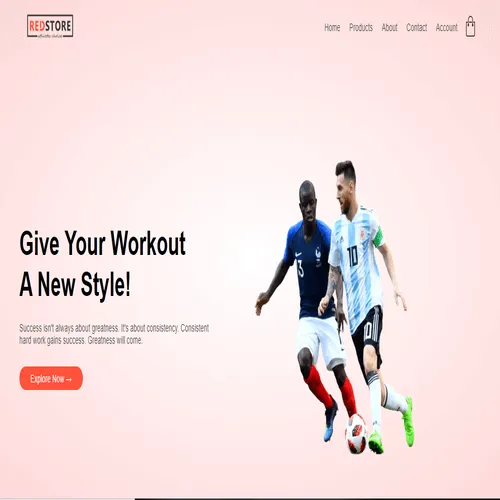 REDSTORE
Home Products About Contact Account
Give Your Workout
A New Style!
Success isn't always about greatness. It's about consistency. Consistent
hard work gains success. Greatness will come.
Explore Now →
10
3
10